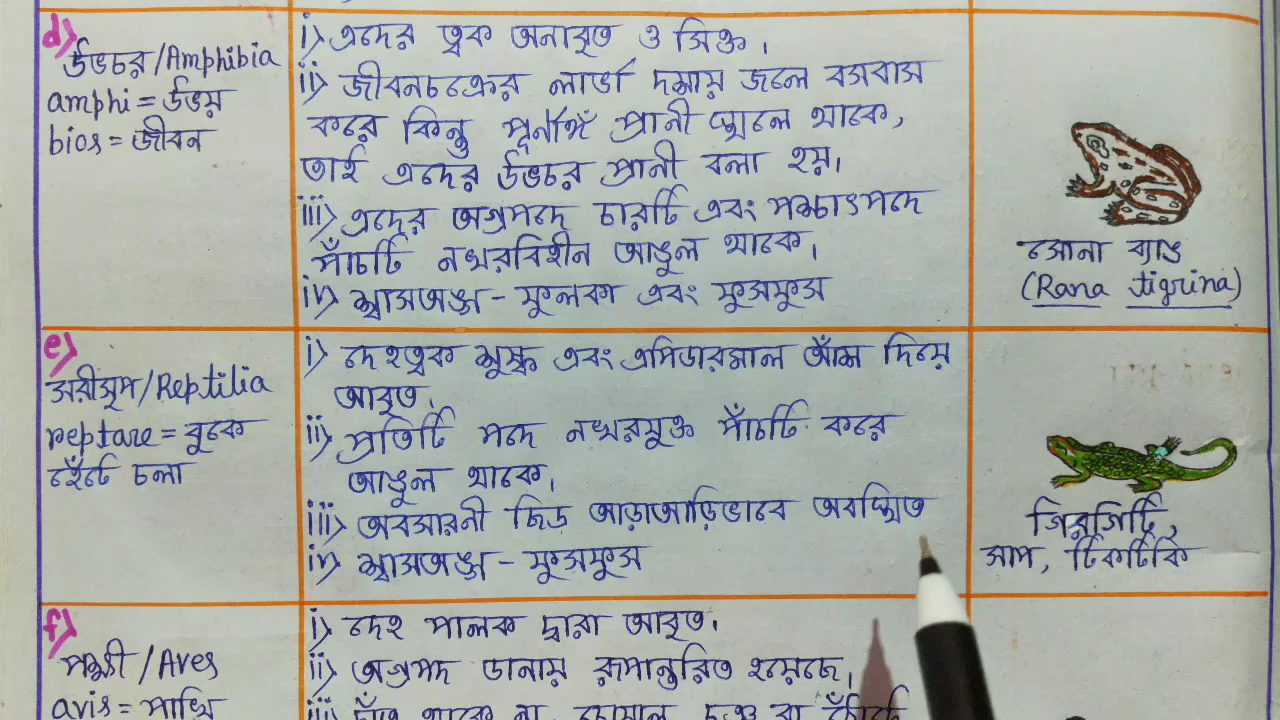 d)
উভচর/Amphibia
amphi = উভয়
bios = জীবন
i) এদের ত্বক অনাবৃত ও সিক্ত।
ii) জীবনচক্রের লার্ভা দশায় জলে বসবাস
করে কিন্তু পূর্ণাঙ্গ প্রানী স্থলে থাকে,
তাই এদের উভচর প্রানী বলা হয়।
iii) এদের অগ্রপদে চারটি এবং পশ্চাৎপদে
পাঁচটি নখরবিহীন আঙুল থাকে।
iv) শ্বাসঅঙ্গ - ফুলকা এবং ফুসফুস
সোনা ব্যাঙ
(Rana tigrina)
e)
সরীসৃপ/Reptilia
reptare = বুকে
হেঁটে চলা
i) দেহত্বক শুষ্ক এবং এপিডারমাল আঁশ দিয়ে
আবৃত।
ii) প্রতিটি পদে নখরযুক্ত পাঁচটি করে
আঙুল থাকে।
iii) অবসারনী ছিদ্র আড়াআড়িভাবে অবস্থিত
iv) শ্বাসঅঙ্গ - ফুসফুস
গিরগিটি,
সাপ, টিকটিকি
f)
পক্ষী/Aves
avis = পাখি
i) দেহ পালক দ্বারা আবৃত।
ii) অগ্রপদ ডানায় রূপান্তরিত হয়েছে।
iii) দাঁত থাকে না, চোয়াল চঞ্চু বা ঠোঁটে